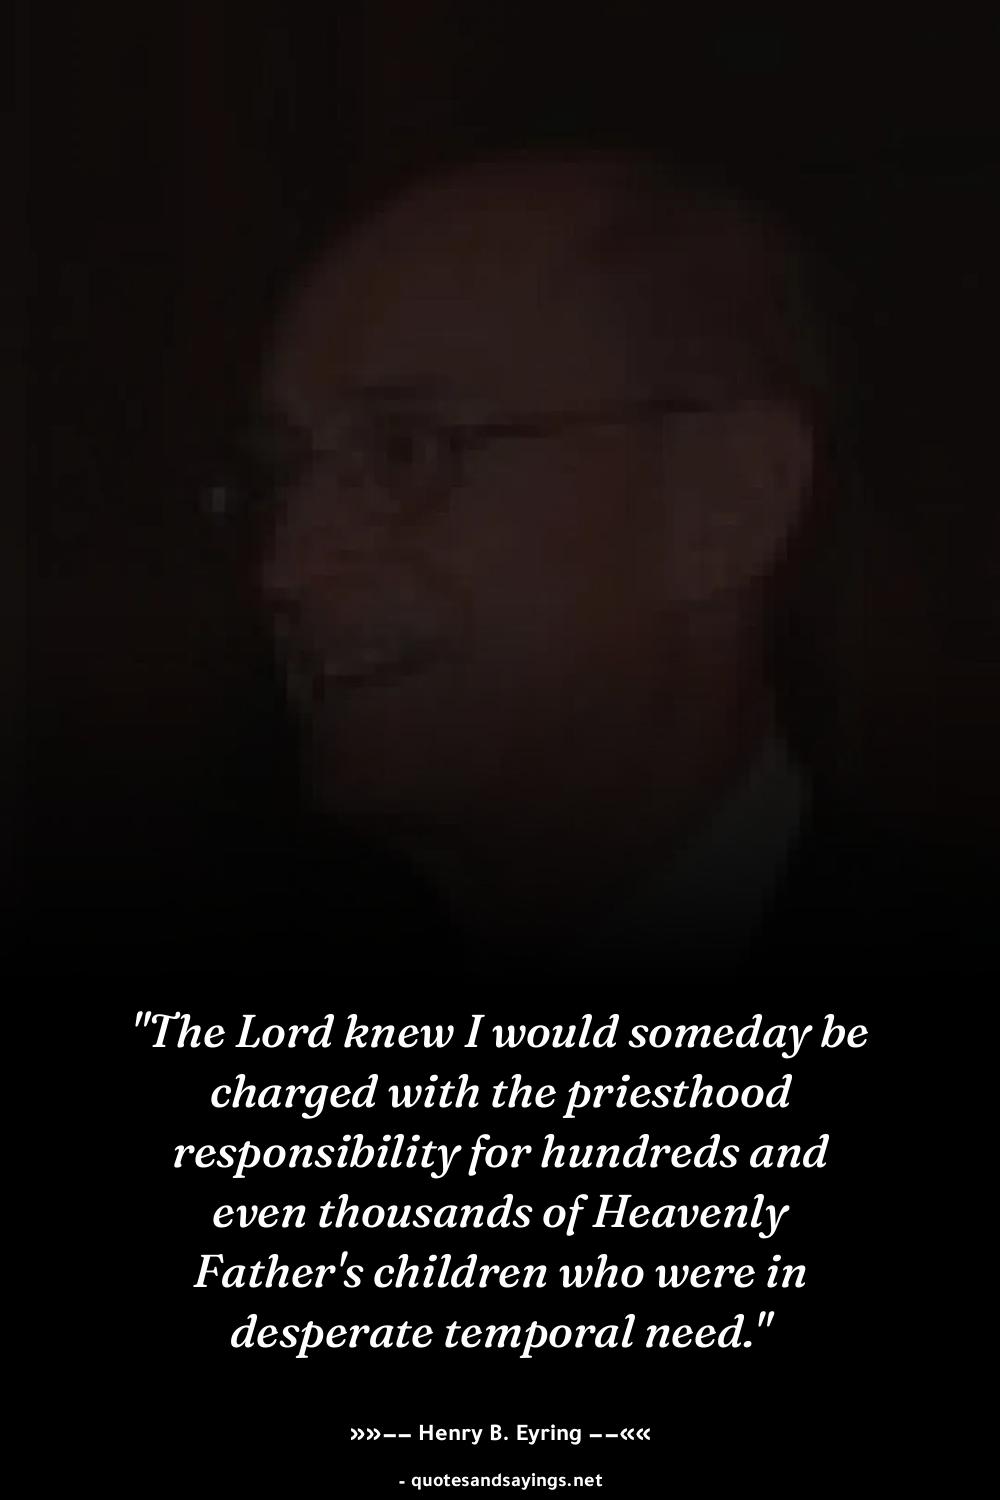 "The Lord knew I would someday be
charged with the priesthood
responsibility for hundreds and
even thousands of Heavenly
Father's children who were in
desperate temporal need."
»»−− Henry B. Eyring −−««
- quotesandsayings.net